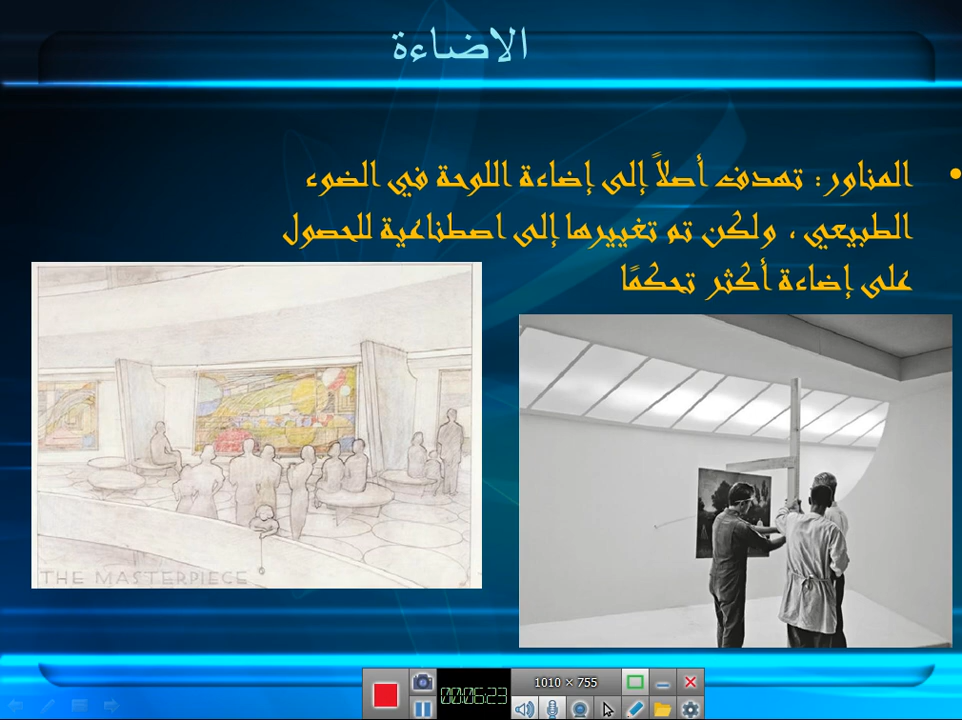 الاضاءة
• المناور : تهدف أصلاً إلى إضاءة اللوحة في الضوء
الطبيعي ، ولكن تم تغييرها إلى اصطناعية للحصول
على إضاءة أكثر تحكمًا
THE MASTERPIECE
1010 × 755
00:06:23